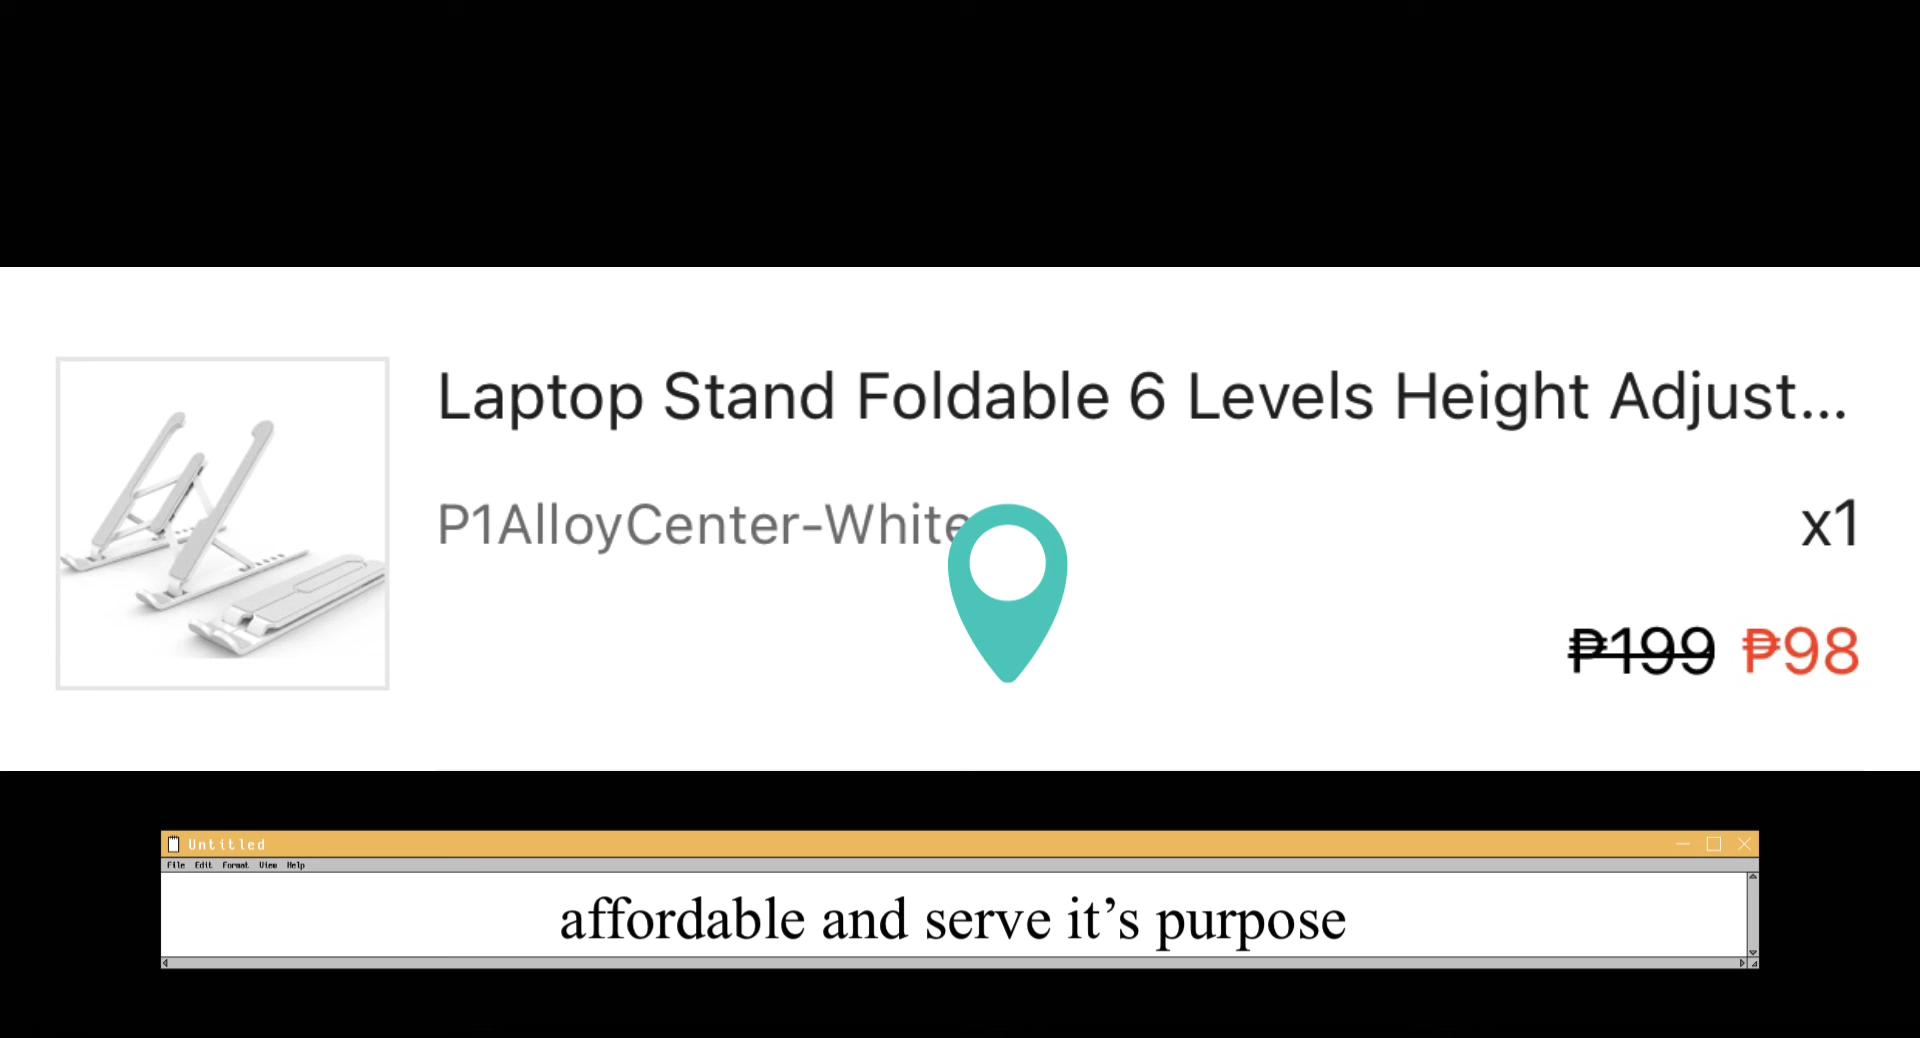 Laptop Stand Foldable 6 Levels Height Adjust...
P1AlloyCenter-White
x1
₱199 ₱98
Untitled
File Edit Format View Help
affordable and serve it’s purpose